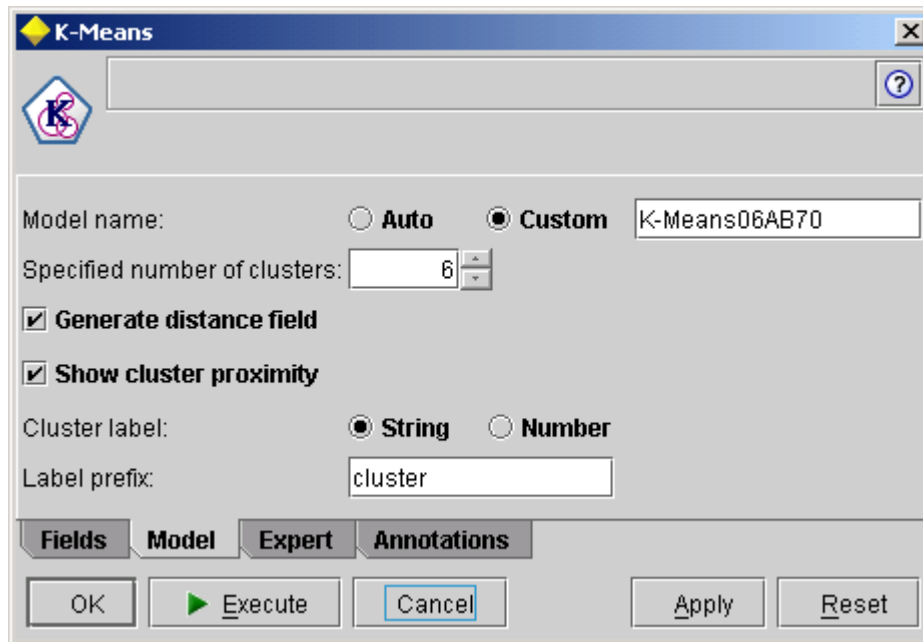 K-Means
K
?
Model name: Auto Custom K-Means06AB70
Specified number of clusters: 6
Generate distance field
Show cluster proximity
Cluster label: String Number
Label prefix: cluster
Fields Model Expert Annotations
OK Execute Cancel Apply Reset